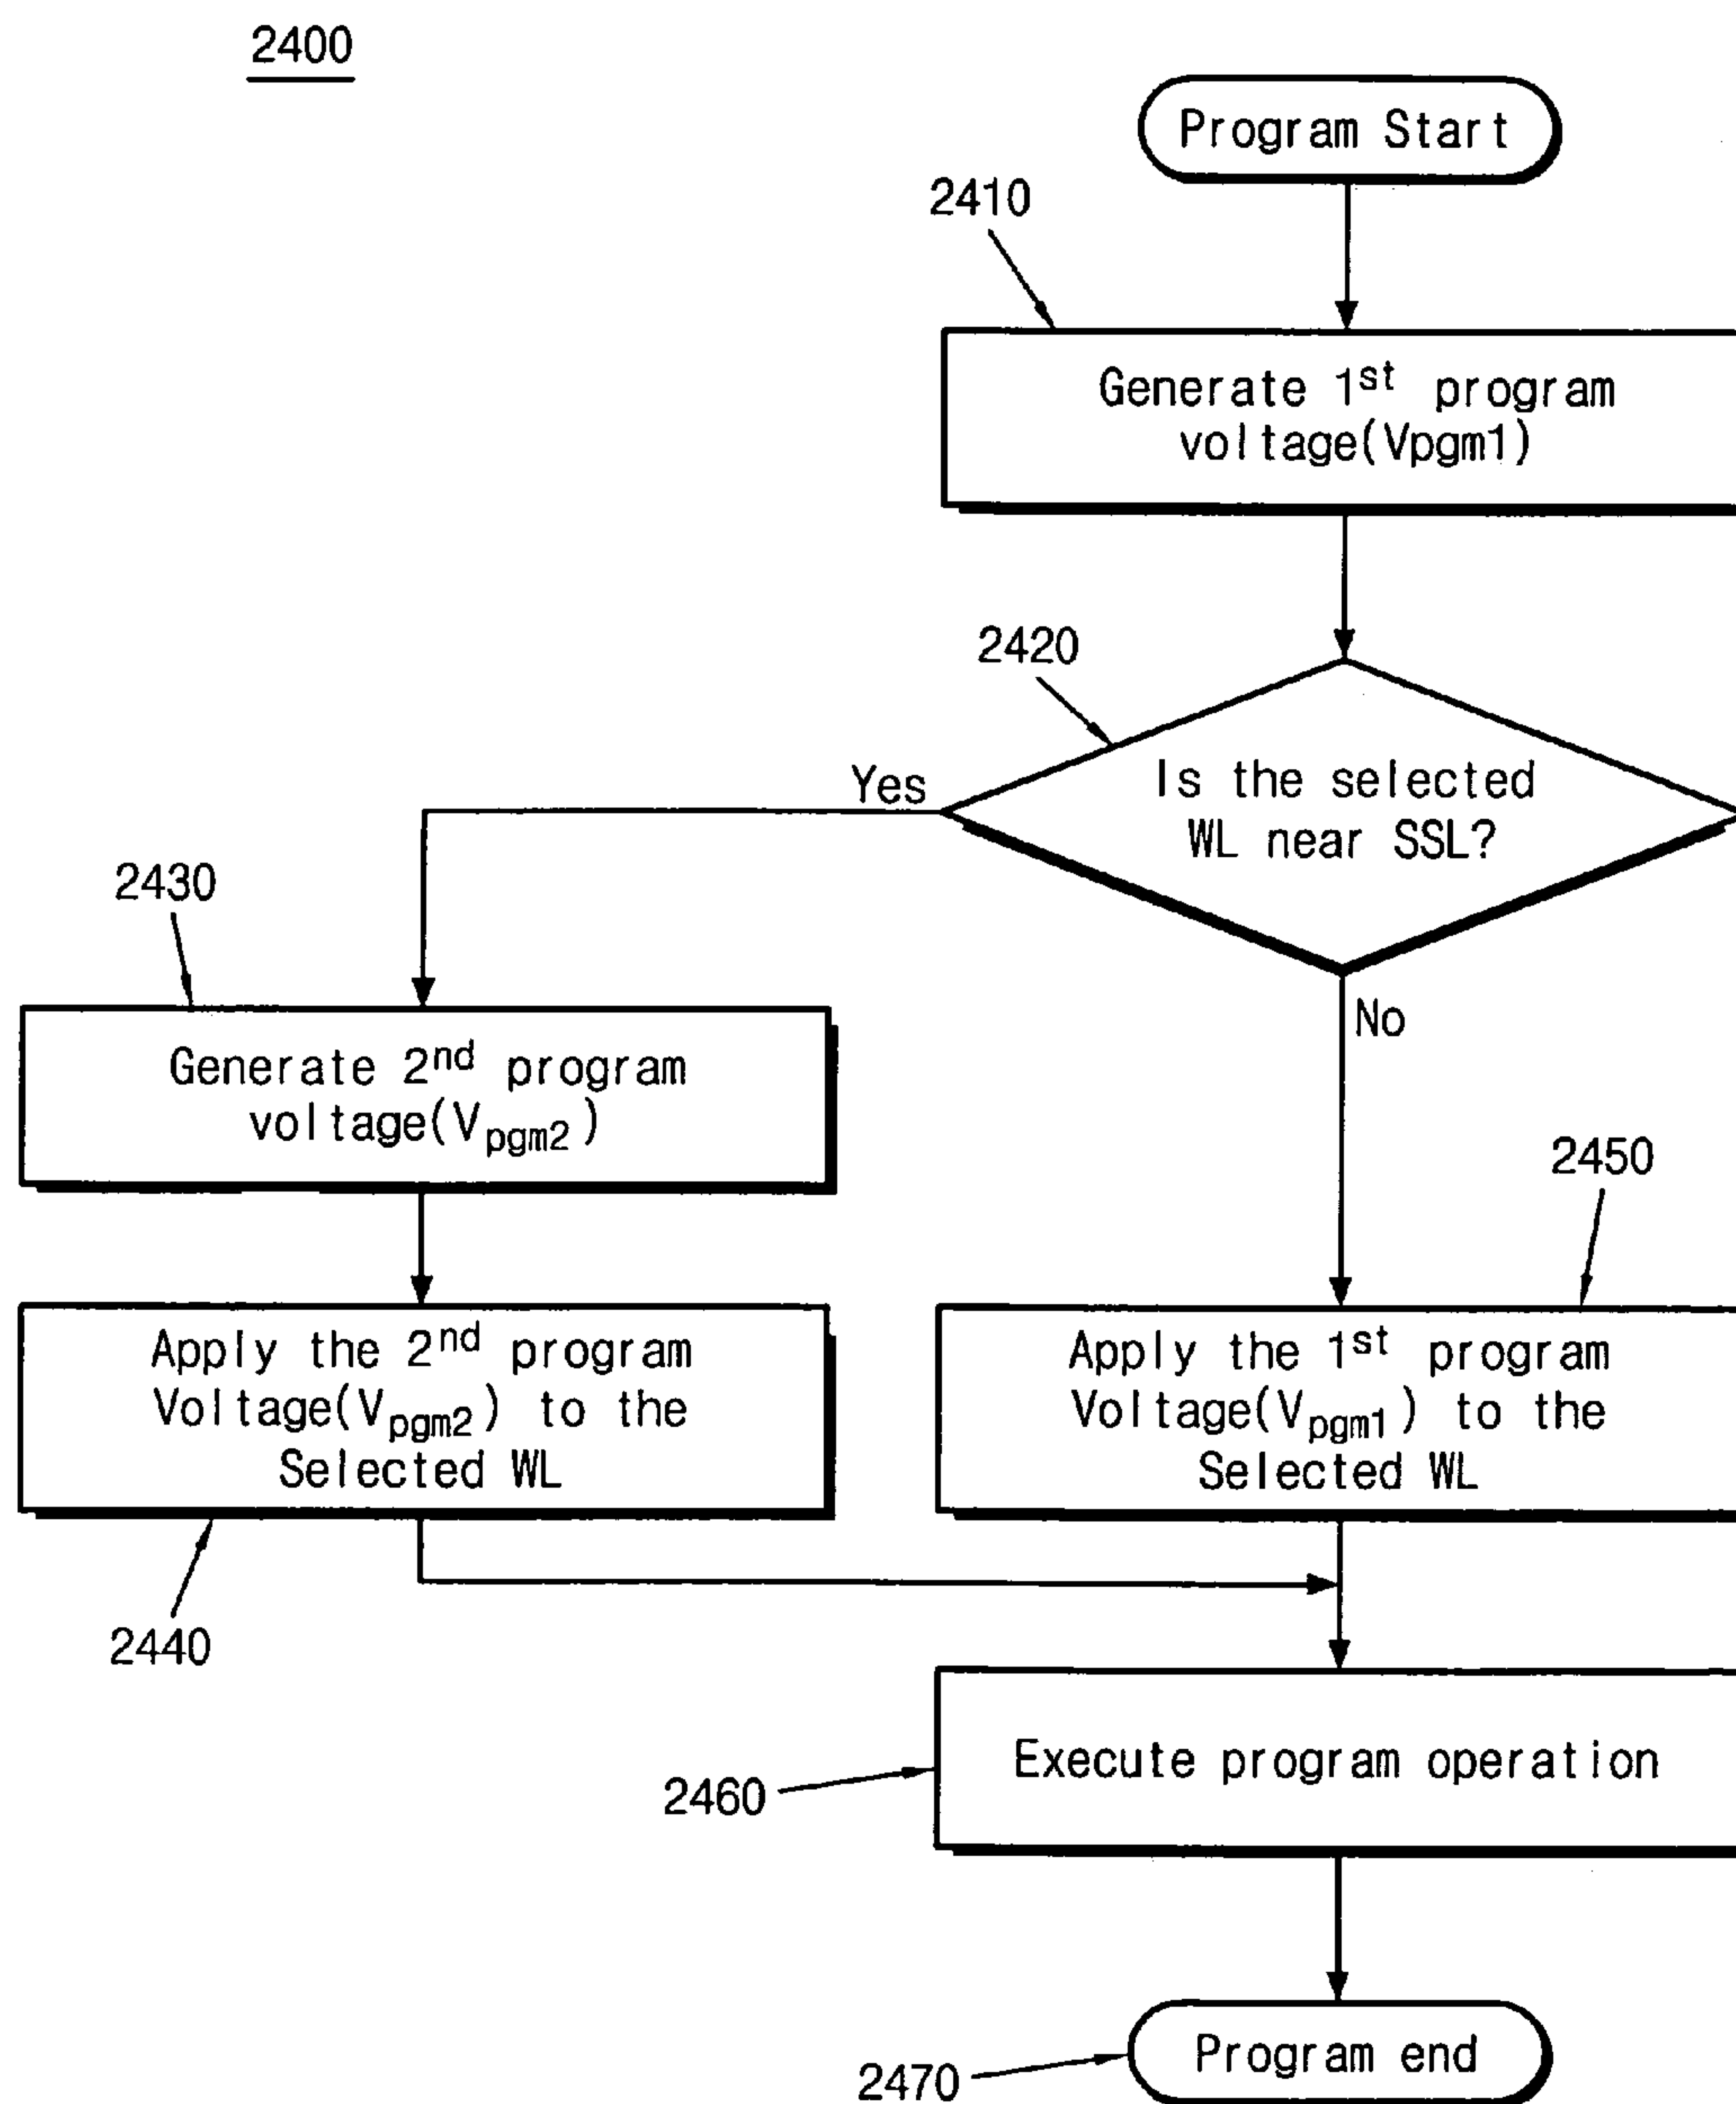 2400
Program Start
2410
Generate 1st program
voltage(Vpgm1)
2420
Is the selected
WL near SSL?
Yes
No
2430
Generate 2nd program
voltage(Vpgm2)
2450
Apply the 2nd program
Voltage(Vpgm2) to the
Selected WL
Apply the 1st program
Voltage(Vpgm1) to the
Selected WL
2440
Execute program operation
2460
Program end
2470